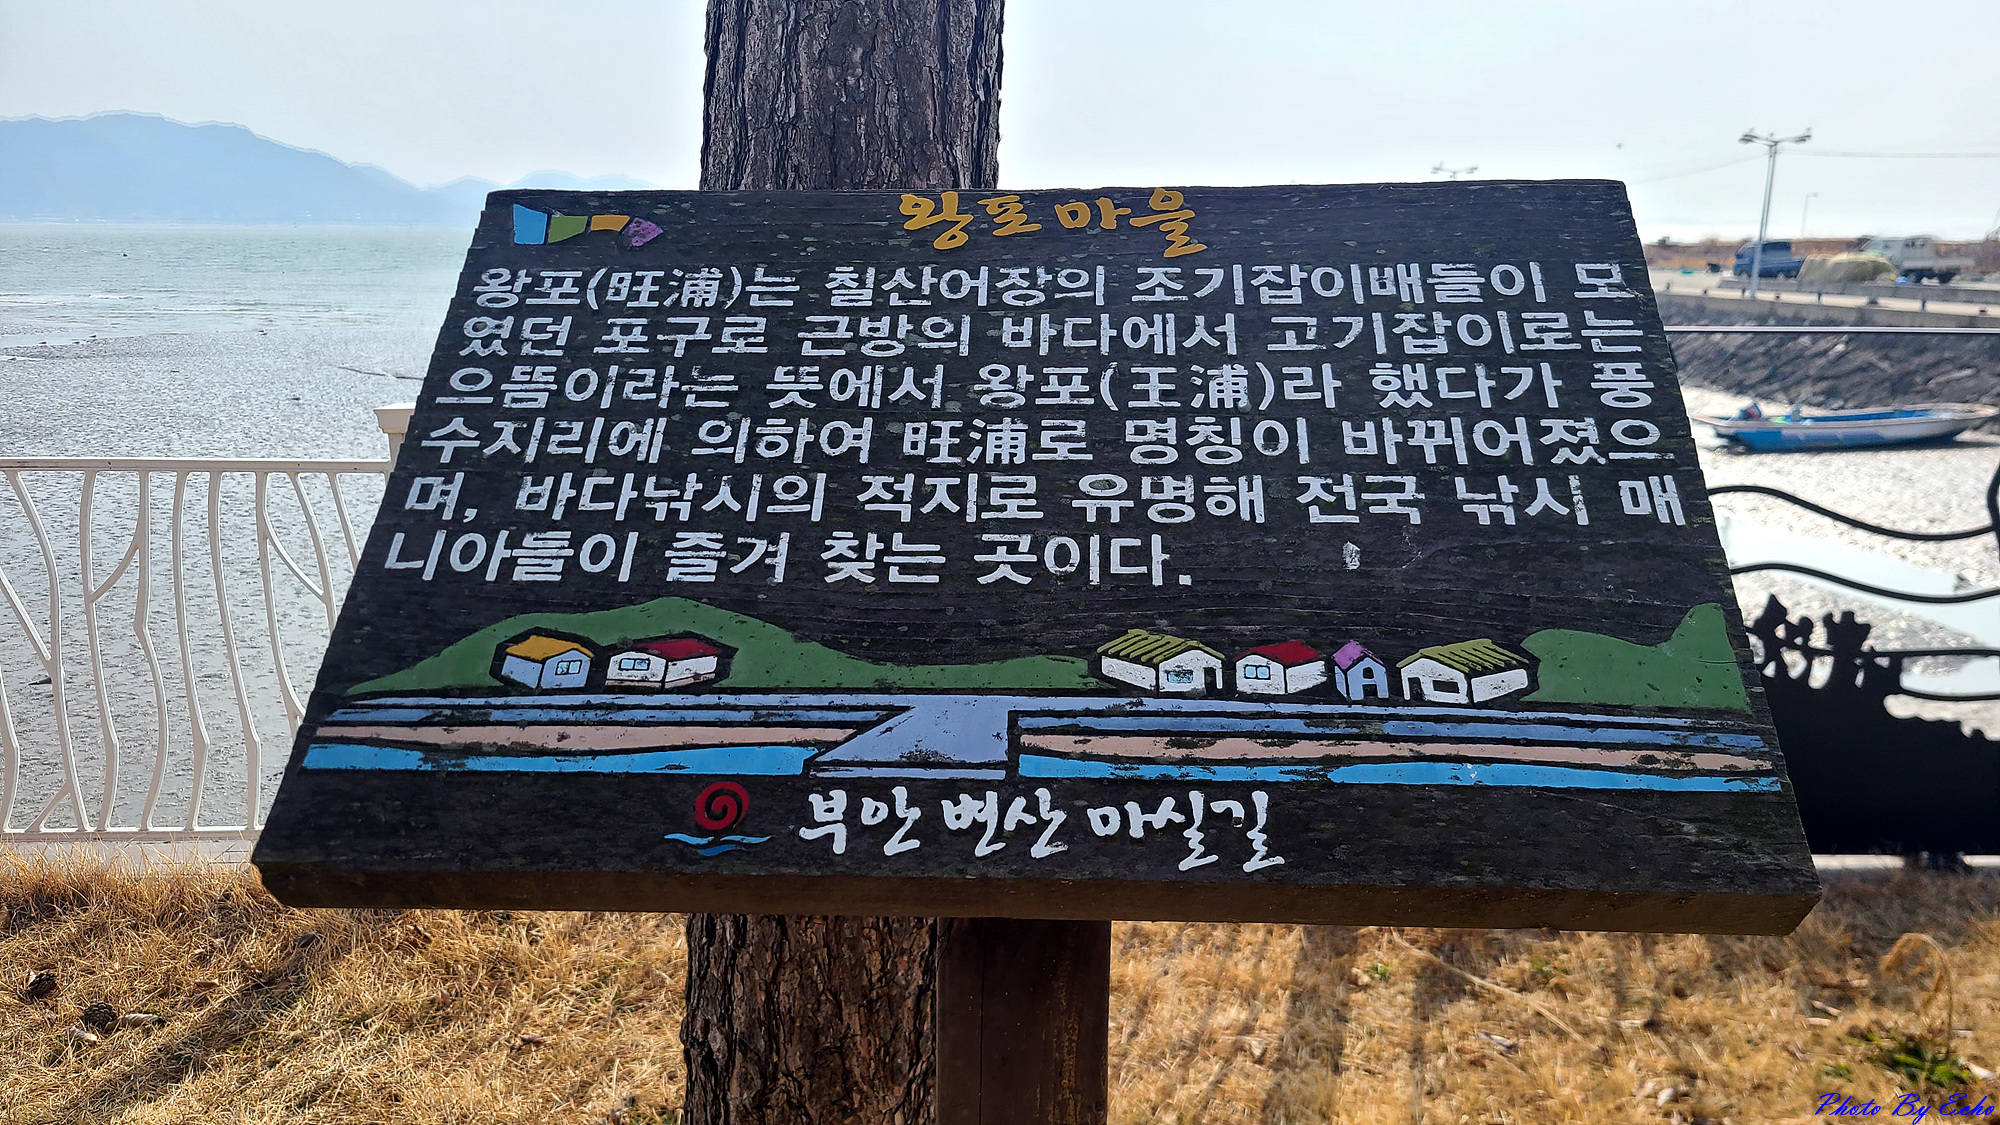 왕포마을
왕포(旺浦)는 칠산어장의 조기잡이배들이 모
였던 포구로 근방의 바다에서 고기잡이로는
으뜸이라는 뜻에서 왕포(王浦)라 했다가 풍
수지리에 의하여 旺浦로 명칭이 바뀌어졌으
며, 바다낚시의 적지로 유명해 전국 낚시 매
니아들이 즐겨 찾는 곳이다.
부안 변산 마실길
Photo By Echo